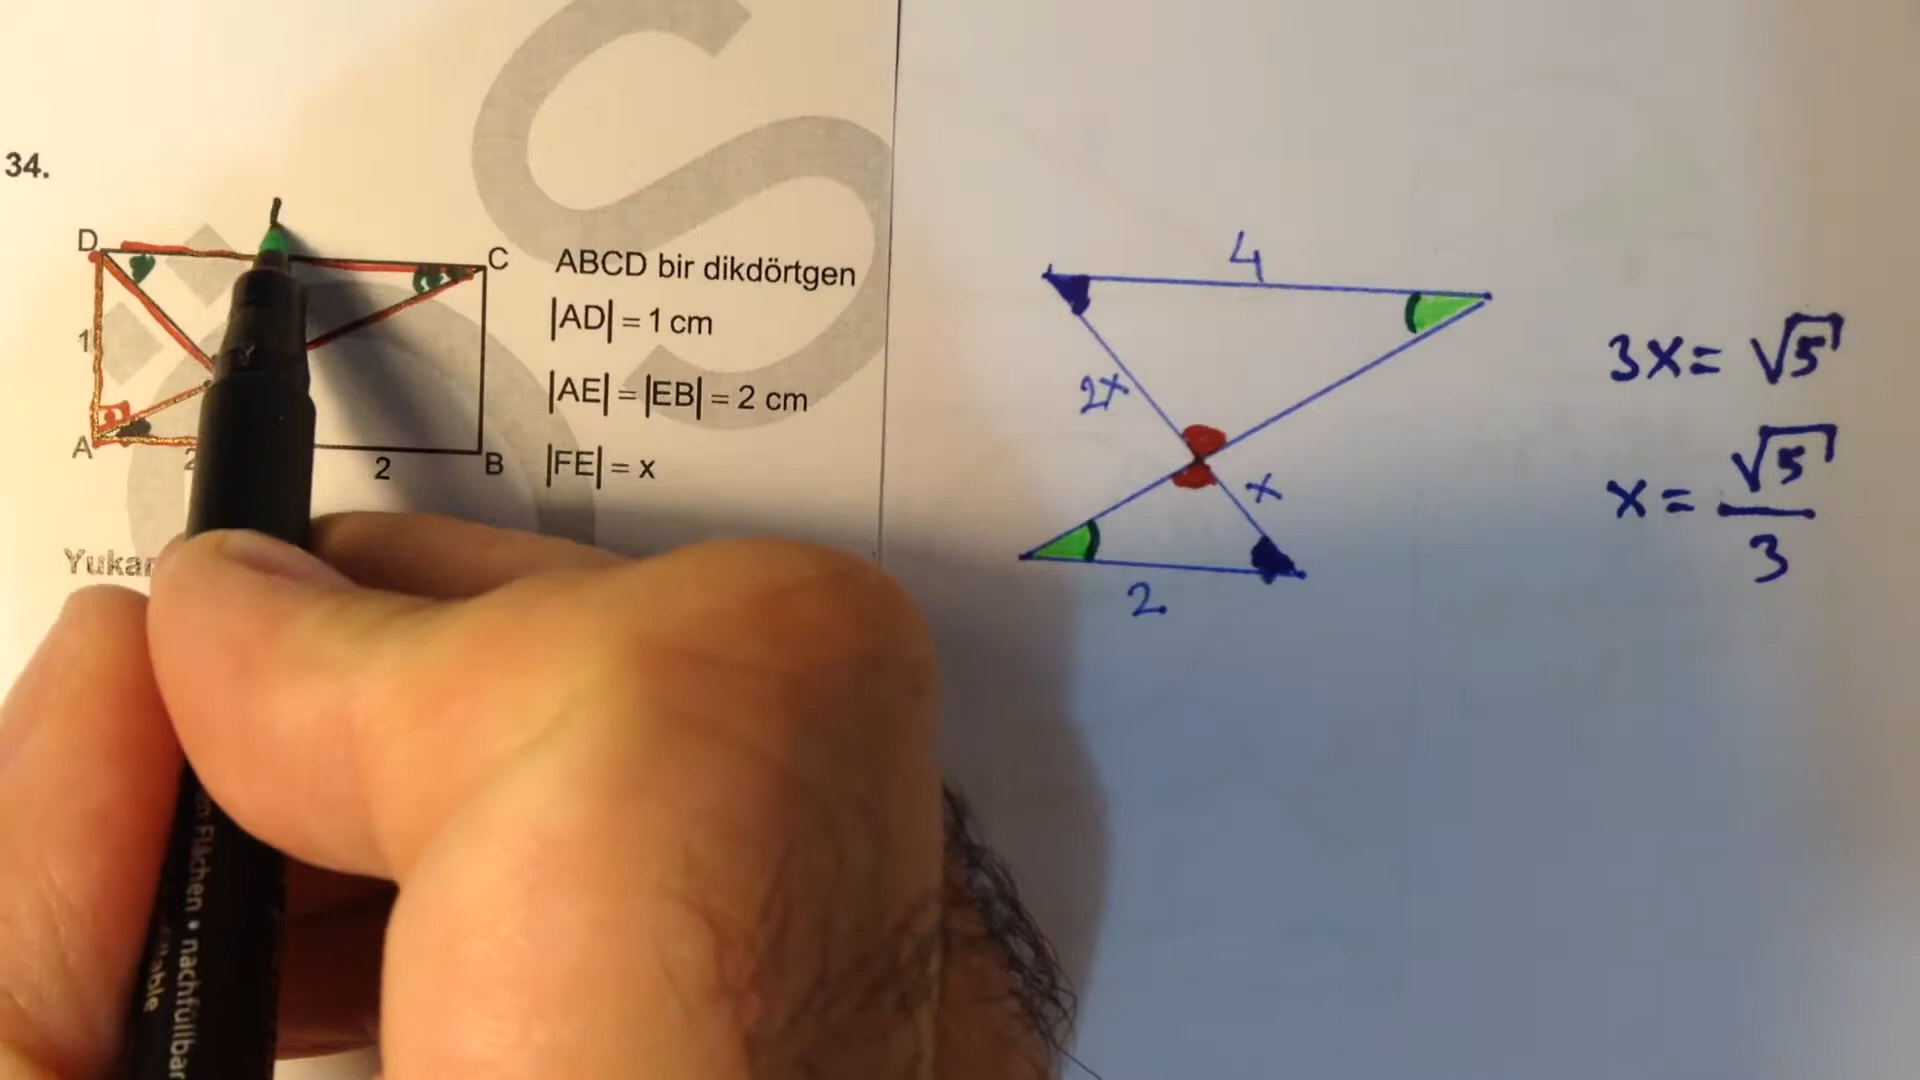 34.
D
C
1
A
2
B
ABCD bir dikdörtgen
|AD| = 1 cm
|AE| = |EB| = 2 cm
|FE| = x
4
2x
x
2
3x = √5
x = √5
3
en Flächen • nachfüllbar